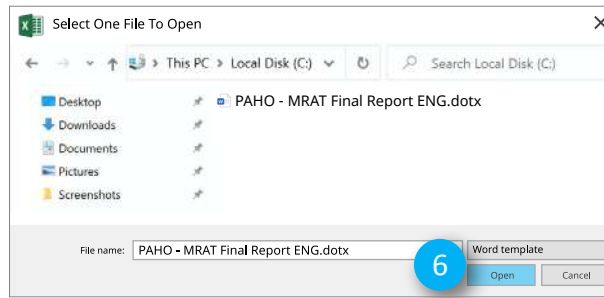 Select One File To Open
This PC > Local Disk (C:)
Search Local Disk (C:)
Desktop
PAHO - MRAT Final Report ENG.dotx
Downloads
Documents
Pictures
Screenshots
File name: PAHO - MRAT Final Report ENG.dotx
Word template
6
Open
Cancel